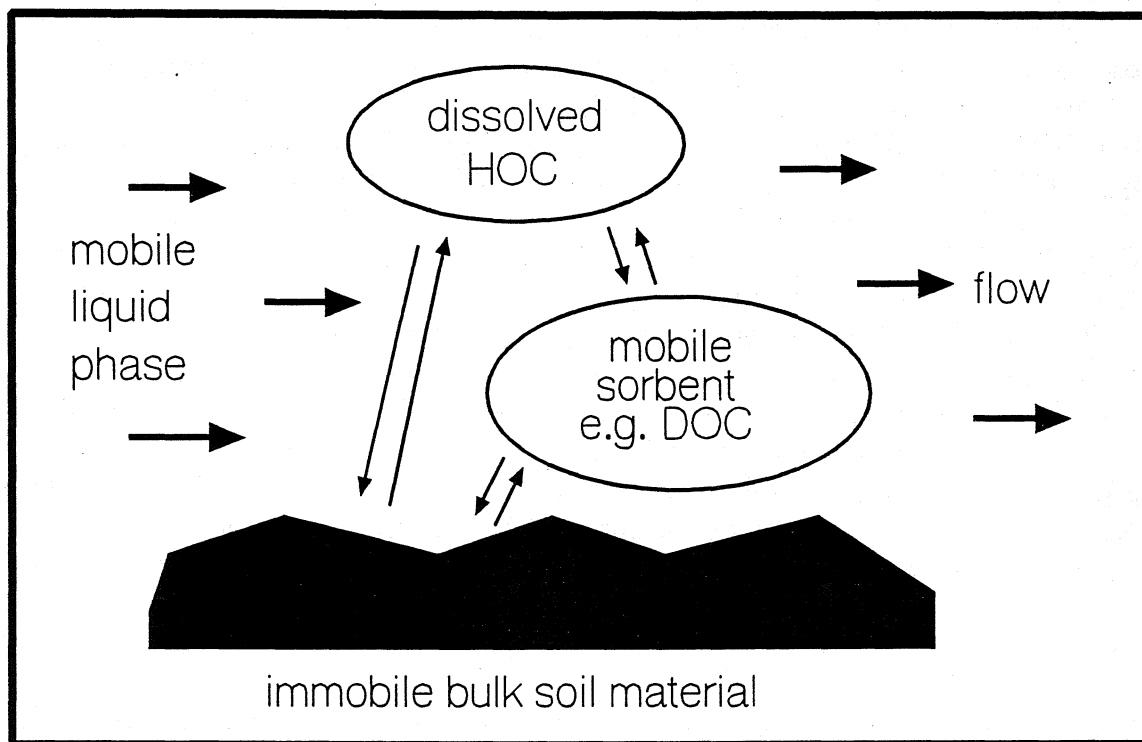 dissolved
HOC
mobile
liquid
phase
flow
mobile
sorbent
e.g. DOC
immobile bulk soil material